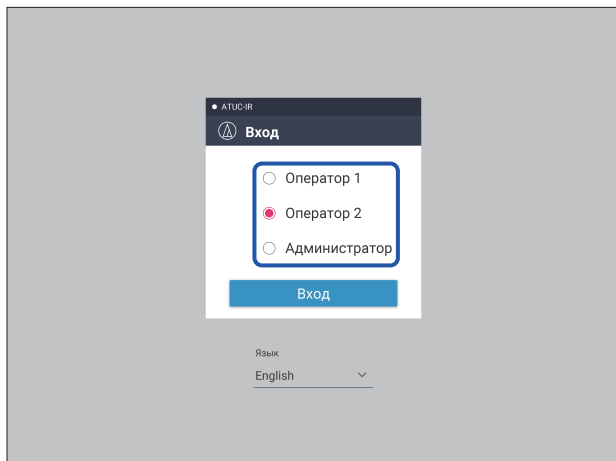 ATUC-IR
Вход
Оператор 1
Оператор 2
Администратор
Вход
Язык
English